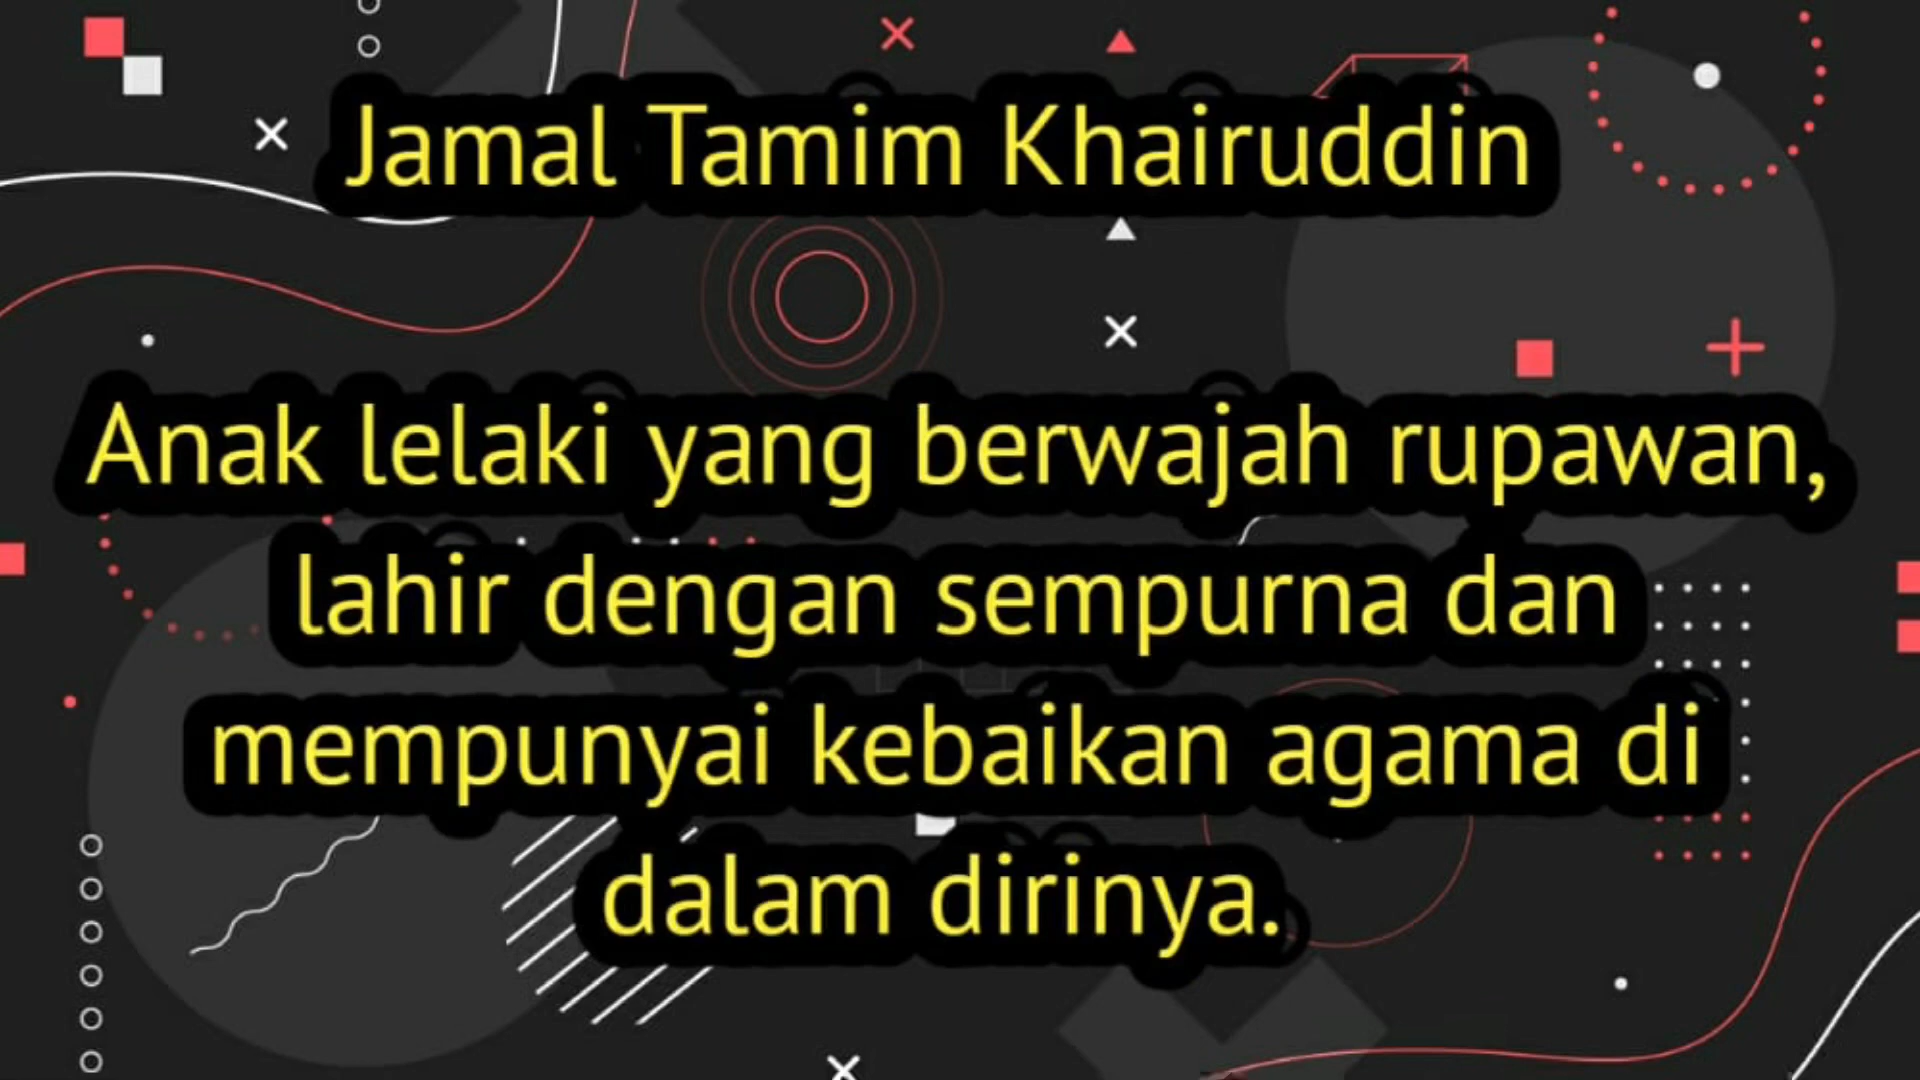 Jamal Tamim Khairuddin
Anak lelaki yang berwajah rupawan,
lahir dengan sempurna dan
mempunyai kebaikan agama di
dalam dirinya.